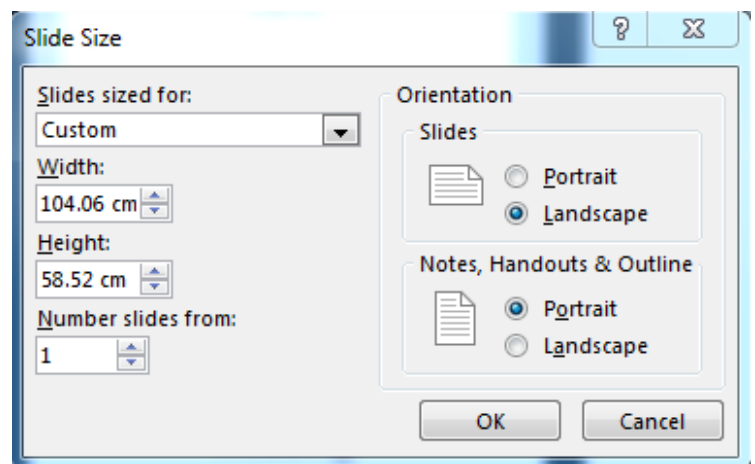 Slide Size
Slides sized for:
Custom
Width:
104.06 cm
Height:
58.52 cm
Number slides from:
1
Orientation
Slides
Portrait
Landscape
Notes, Handouts & Outline
Portrait
Landscape
OK
Cancel